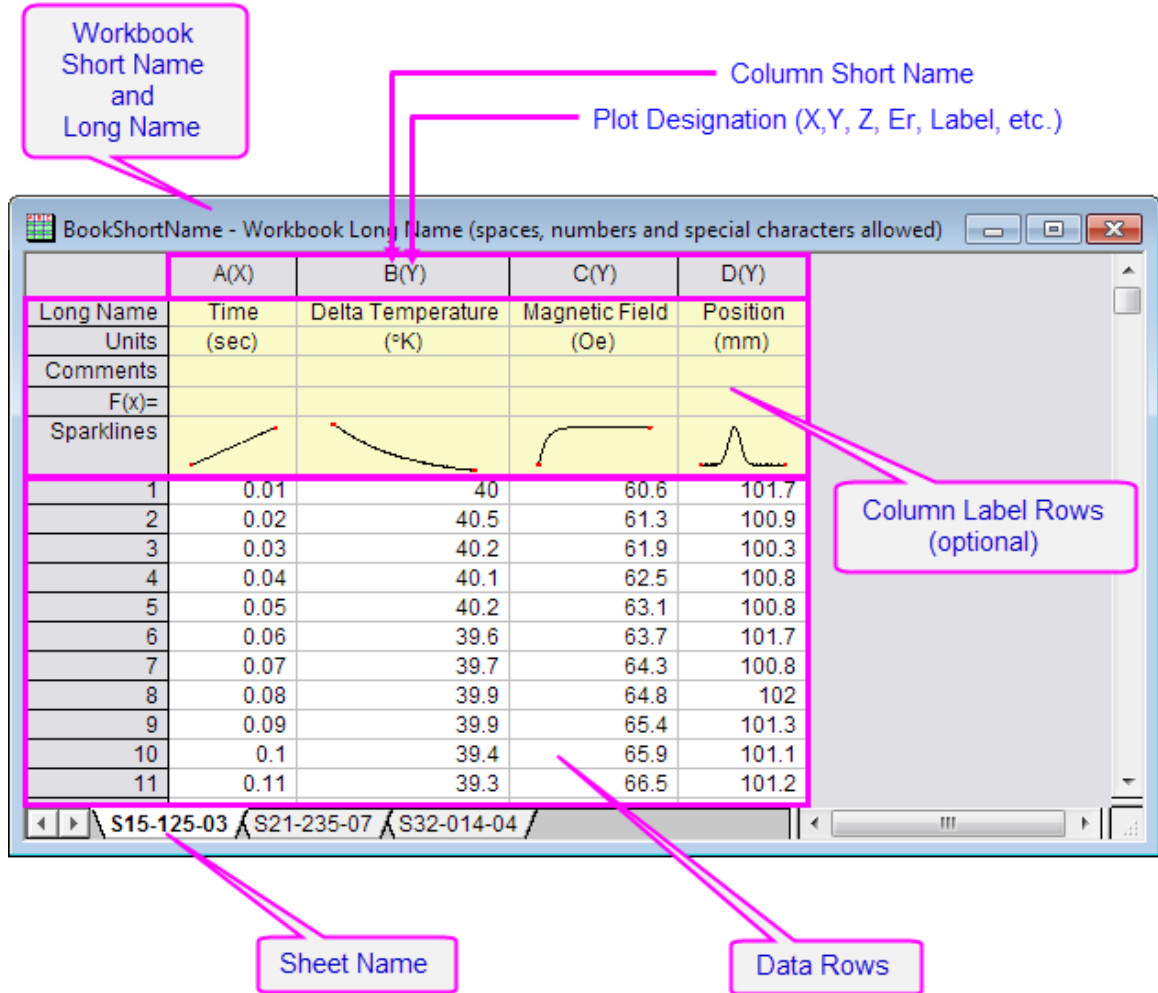 Workbook
Short Name
and
Long Name
Column Short Name
Plot Designation (X,Y, Z, Er, Label, etc.)
BookShortName - Workbook Long Name (spaces, numbers and special characters allowed)
A(X) B(Y) C(Y) D(Y)
Long Name Time Delta Temperature Magnetic Field Position
Units (sec) (°K) (Oe) (mm)
Comments
F(x)=
Sparklines
1 0.01 40 60.6 101.7
2 0.02 40.5 61.3 100.9
3 0.03 40.2 61.9 100.3
4 0.04 40.1 62.5 100.8
5 0.05 40.2 63.1 100.8
6 0.06 39.6 63.7 101.7
7 0.07 39.7 64.3 100.8
8 0.08 39.9 64.8 102
9 0.09 39.9 65.4 101.3
10 0.1 39.4 65.9 101.1
11 0.11 39.3 66.5 101.2
Column Label Rows
(optional)
S15-125-03 S21-235-07 S32-014-04
Sheet Name
Data Rows